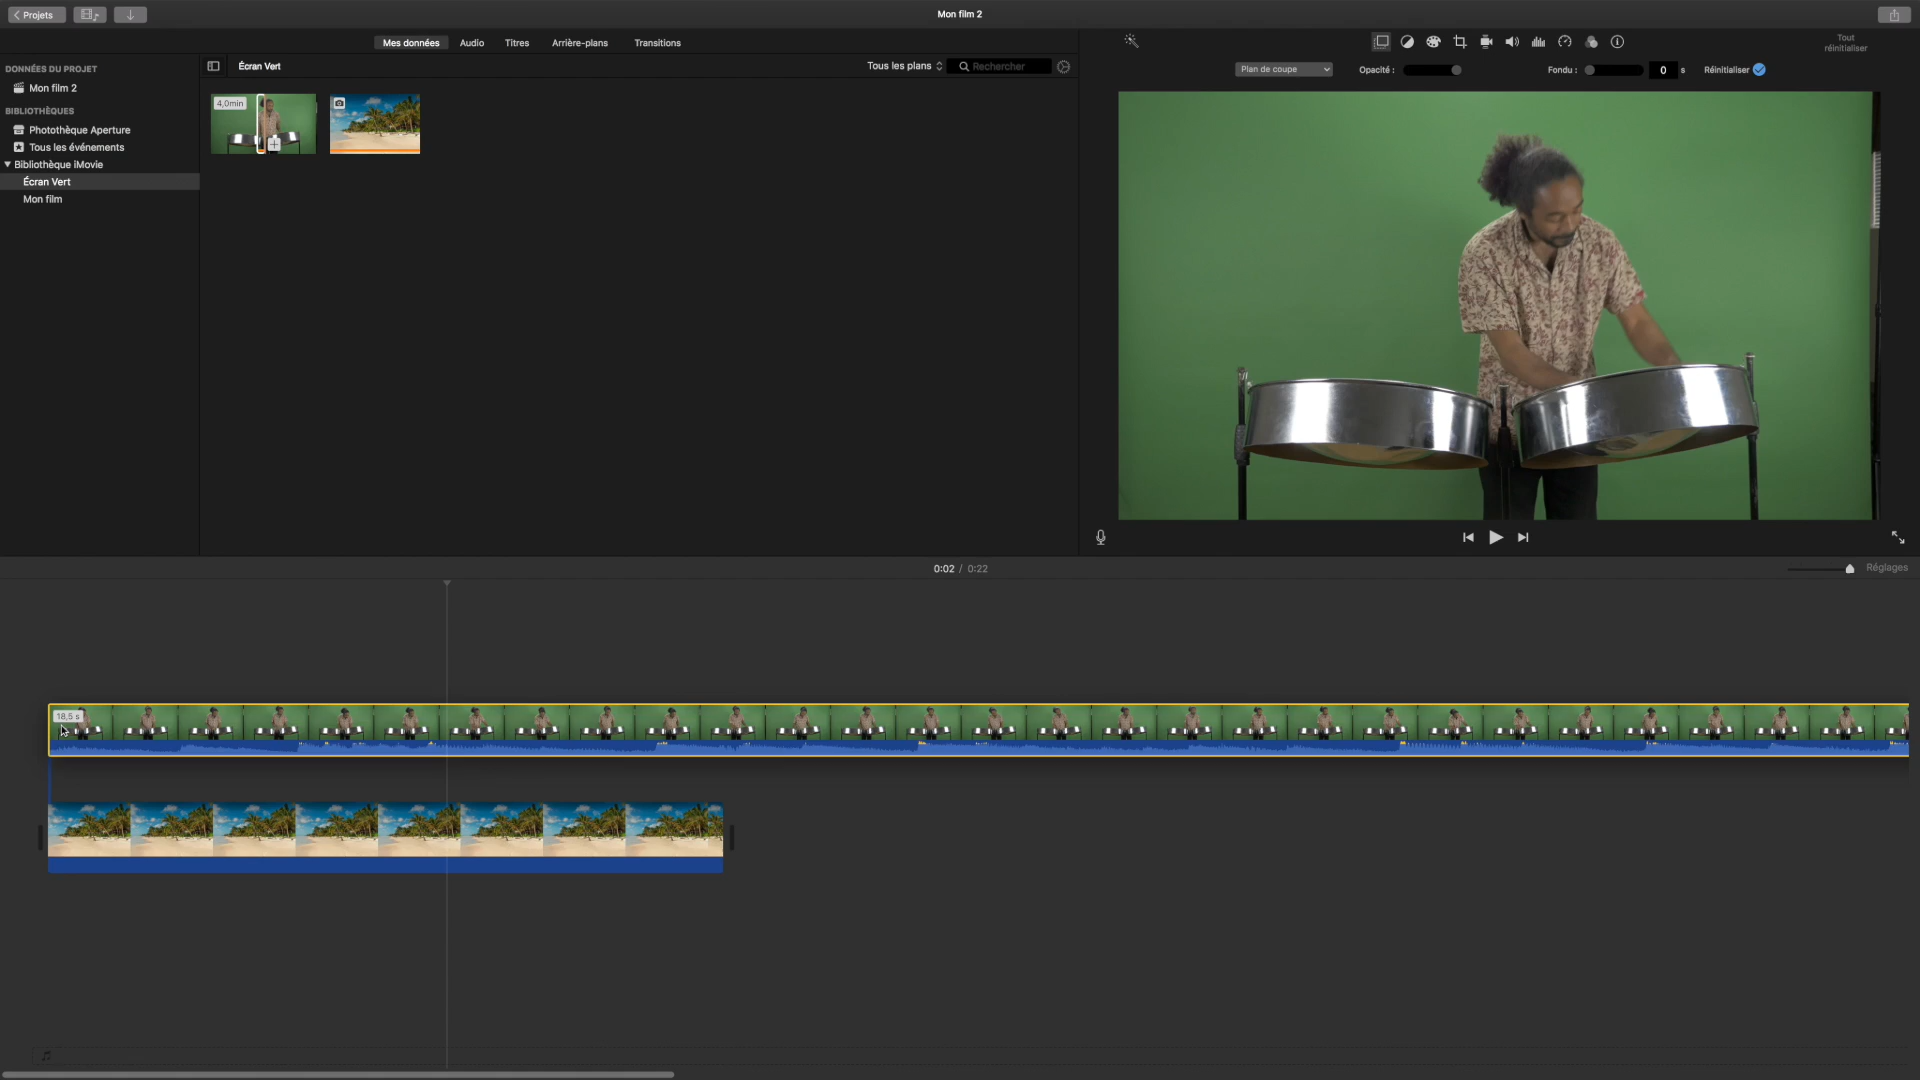 Projets
Mon film 2
Mes données
Audio
Titres
Arrière-plans
Transitions
Tout
réinitialiser
DONNÉES DU PROJET
Mon film 2
BIBLIOTHÈQUES
Photothèque Aperture
Tous les événements
Bibliothèque iMovie
Écran Vert
Mon film
Écran Vert
Tous les plans
Rechercher
4,0min
Plan de coupe
Opacité :
Fondu :
0
s
Réinitialiser
0:02 / 0:22
Réglages
18,5 s